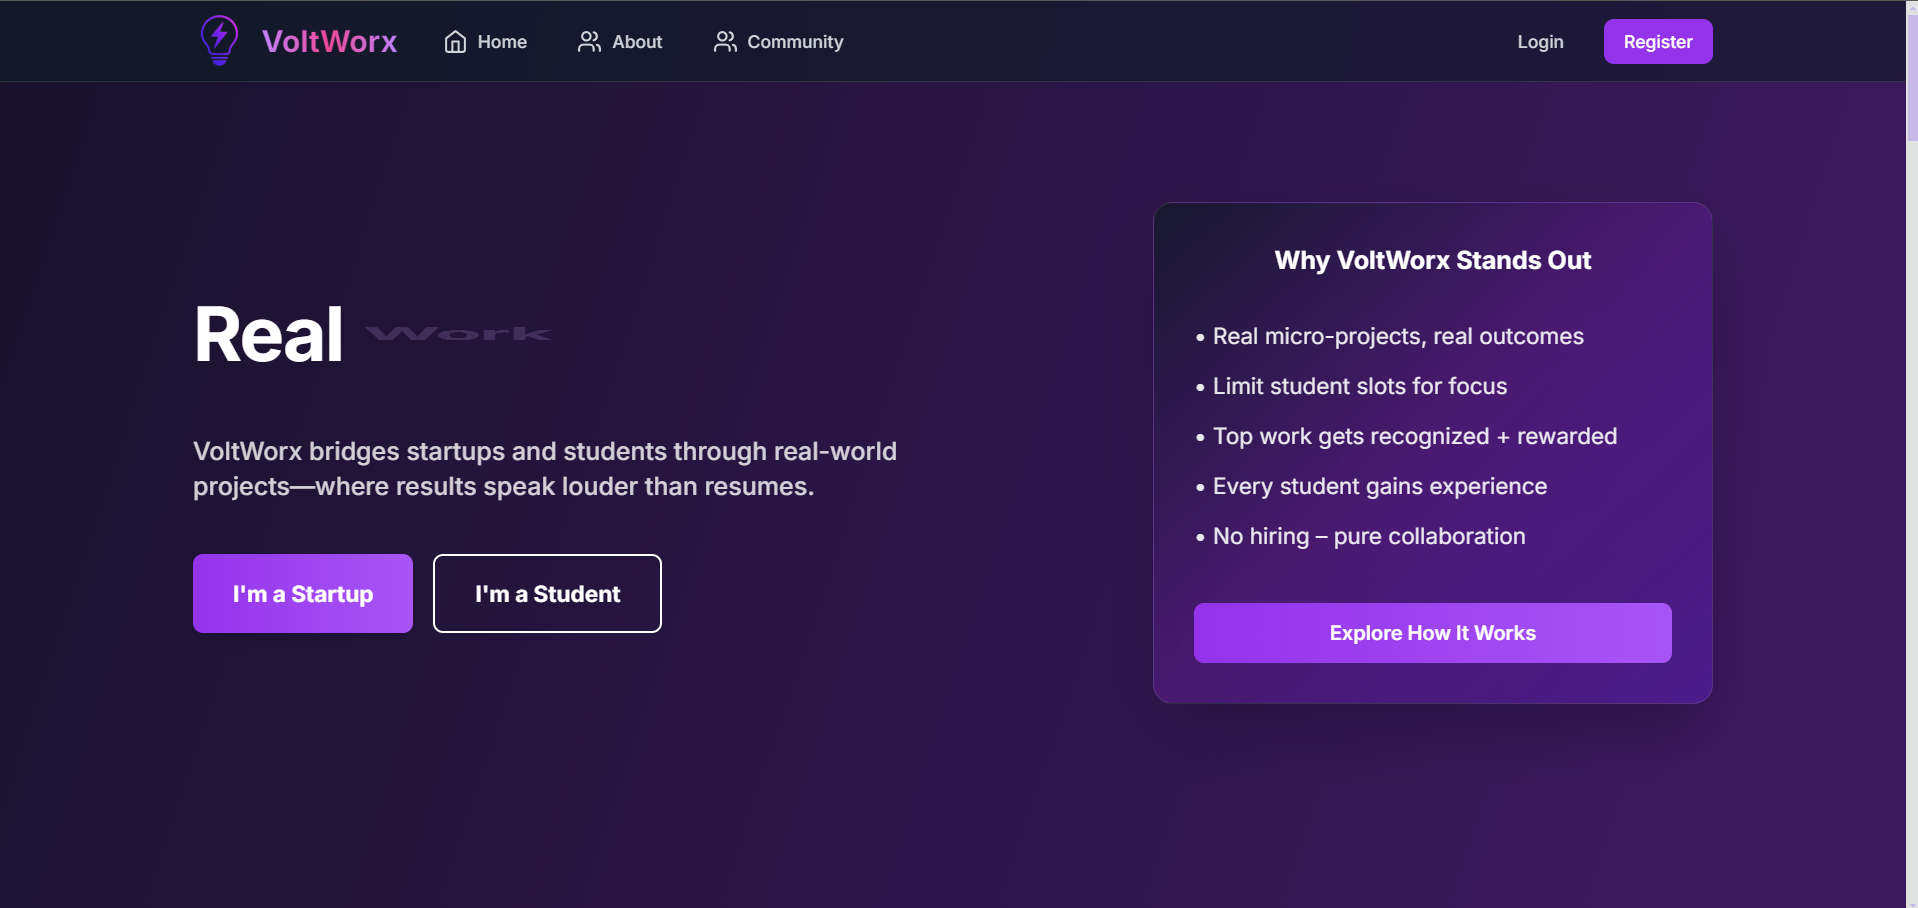 VoltWorx
Home
About
Community
Login
Register
Real Work
VoltWorx bridges startups and students through real-world
projects—where results speak louder than resumes.
I'm a Startup
I'm a Student
Why VoltWorx Stands Out
• Real micro-projects, real outcomes
• Limit student slots for focus
• Top work gets recognized + rewarded
• Every student gains experience
• No hiring – pure collaboration
Explore How It Works